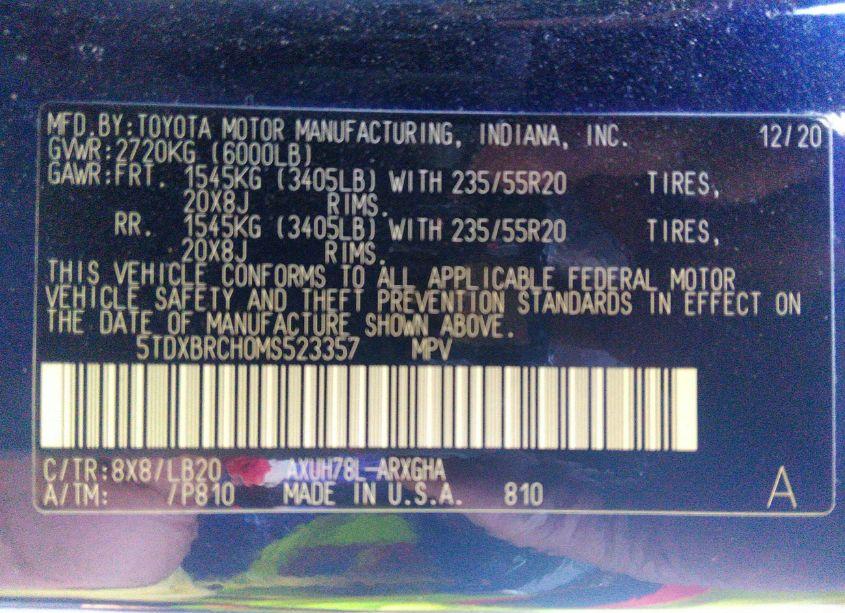 MFD.BY:TOYOTA MOTOR MANUFACTURING, INDIANA, INC. 12/20
GVWR:2720KG (6000LB)
GAWR:FRT. 1545KG (3405LB) WITH 235/55R20 TIRES,
20X8J RIMS.
RR. 1545KG (3405LB) WITH 235/55R20 TIRES,
20X8J RIMS.
THIS VEHICLE CONFORMS TO ALL APPLICABLE FEDERAL MOTOR
VEHICLE SAFETY AND THEFT PREVENTION STANDARDS IN EFFECT ON
THE DATE OF MANUFACTURE SHOWN ABOVE.
5TDXBRCH0MS523357 MPV
C/TR:8X8/LB20 AXUH78L-ARXGHA
A/TM: /P810 MADE IN U.S.A. 810
A